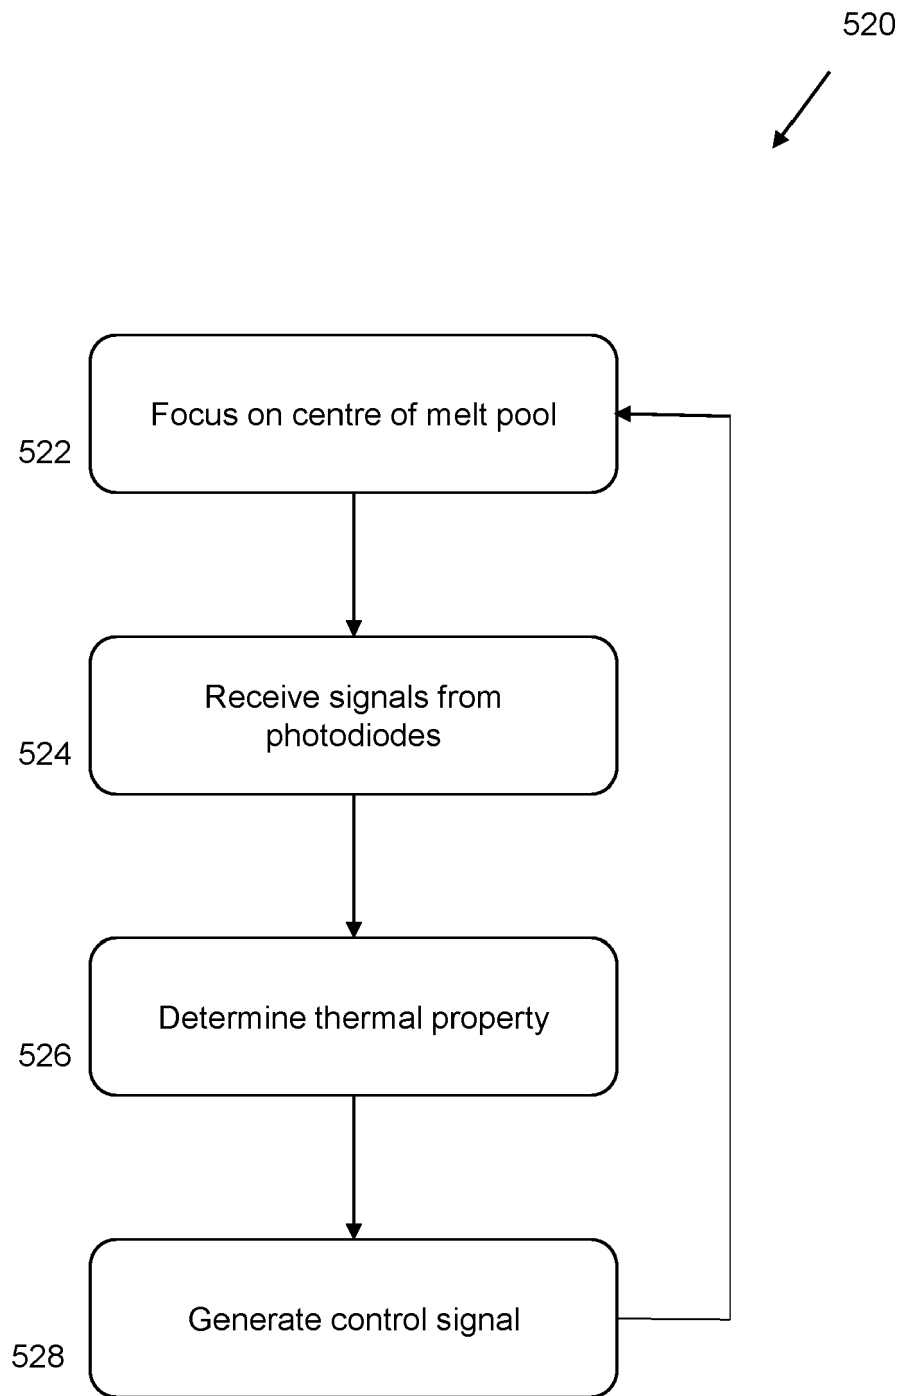 520
Focus on centre of melt pool
522
Receive signals from
photodiodes
524
Determine thermal property
526
Generate control signal
528